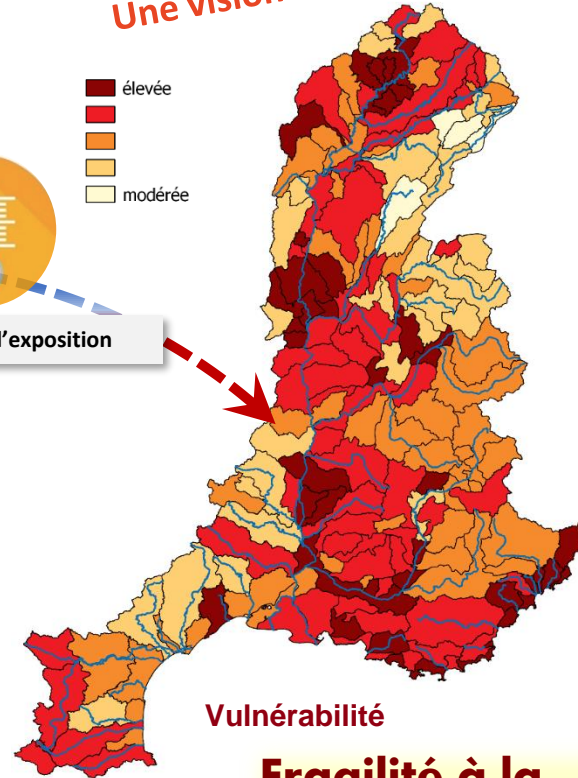 Une vision
élevée
modérée
l'exposition
Vulnérabilité
Fragilité à la